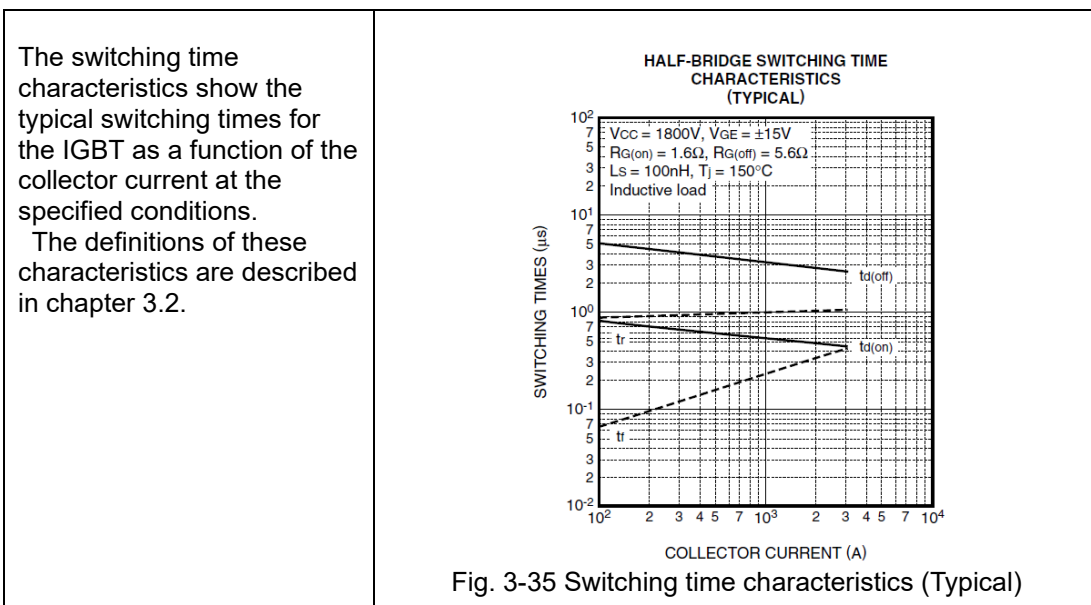 The switching time
characteristics show the
typical switching times for
the IGBT as a function of the
collector current at the
specified conditions.
The definitions of these
characteristics are described
in chapter 3.2.
HALF-BRIDGE SWITCHING TIME
CHARACTERISTICS
(TYPICAL)
VCC = 1800V, VGE = ±15V
RG(on) = 1.6Ω, RG(off) = 5.6Ω
LS = 100nH, Tj = 150°C
Inductive load
SWITCHING TIMES (μs)
10²
7
5
3
2
10¹
7
5
3
2
10⁰
7
5
3
2
10⁻¹
7
5
3
2
10⁻²
td(off)
tr
td(on)
tf
10² 2 3 4 5 7 10³ 2 3 4 5 7 10⁴
COLLECTOR CURRENT (A)
Fig. 3-35 Switching time characteristics (Typical)